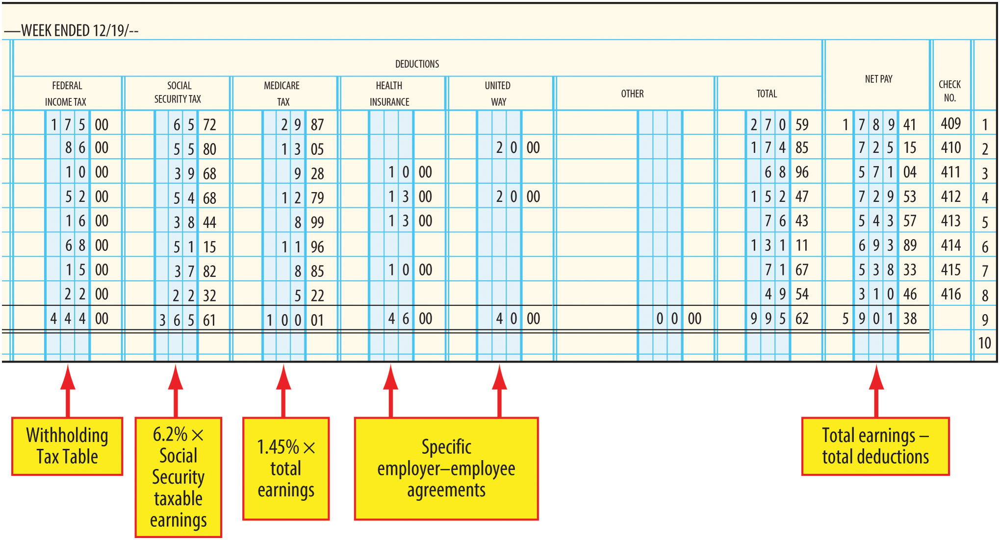 —WEEK ENDED 12/19/--
DEDUCTIONS
NET PAY
CHECK NO.
FEDERAL INCOME TAX
SOCIAL SECURITY TAX
MEDICARE TAX
HEALTH INSURANCE
UNITED WAY
OTHER
TOTAL
175 00 65 72 29 87 270 59 1 789 41 409 1
86 00 55 80 13 05 20 00 174 85 725 15 410 2
10 00 39 68 9 28 10 00 68 96 571 04 411 3
52 00 54 68 12 79 13 00 20 00 152 47 729 53 412 4
16 00 38 44 8 99 13 00 76 43 543 57 413 5
68 00 51 15 11 96 131 11 693 89 414 6
15 00 37 82 8 85 10 00 71 67 538 33 415 7
22 00 22 32 5 22 49 54 310 46 416 8
444 00 365 61 100 01 46 00 40 00 00 00 995 62 5 901 38 9
10
Withholding
Tax Table
6.2% ×
Social
Security
taxable
earnings
1.45% ×
total
earnings
Specific
employer–employee
agreements
Total earnings –
total deductions